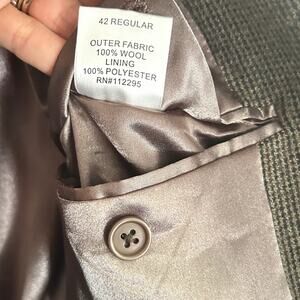 42 REGULAR
OUTER FABRIC
100% WOOL
LINING
100% POLYESTER
RN#112295